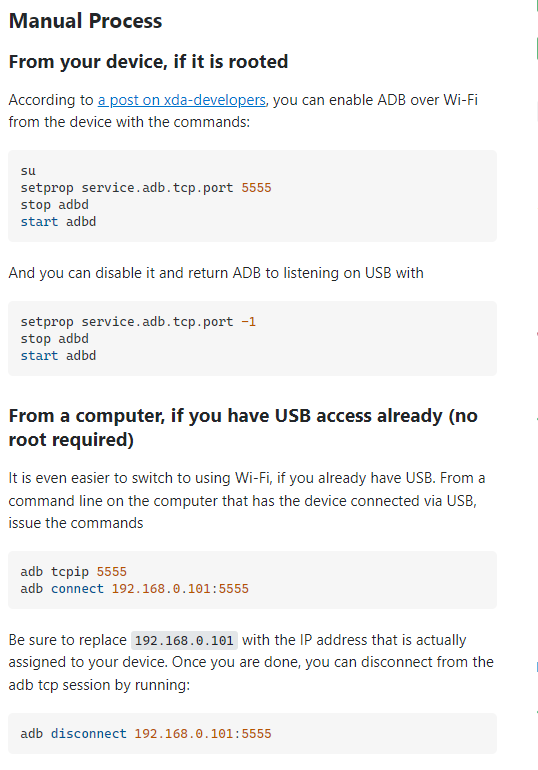 Manual Process
From your device, if it is rooted
According to a post on xda-developers, you can enable ADB over Wi-Fi
from the device with the commands:
su
setprop service.adb.tcp.port 5555
stop adbd
start adbd
And you can disable it and return ADB to listening on USB with
setprop service.adb.tcp.port -1
stop adbd
start adbd
From a computer, if you have USB access already (no
root required)
It is even easier to switch to using Wi-Fi, if you already have USB. From a
command line on the computer that has the device connected via USB,
issue the commands
adb tcpip 5555
adb connect 192.168.0.101:5555
Be sure to replace 192.168.0.101 with the IP address that is actually
assigned to your device. Once you are done, you can disconnect from the
adb tcp session by running:
adb disconnect 192.168.0.101:5555